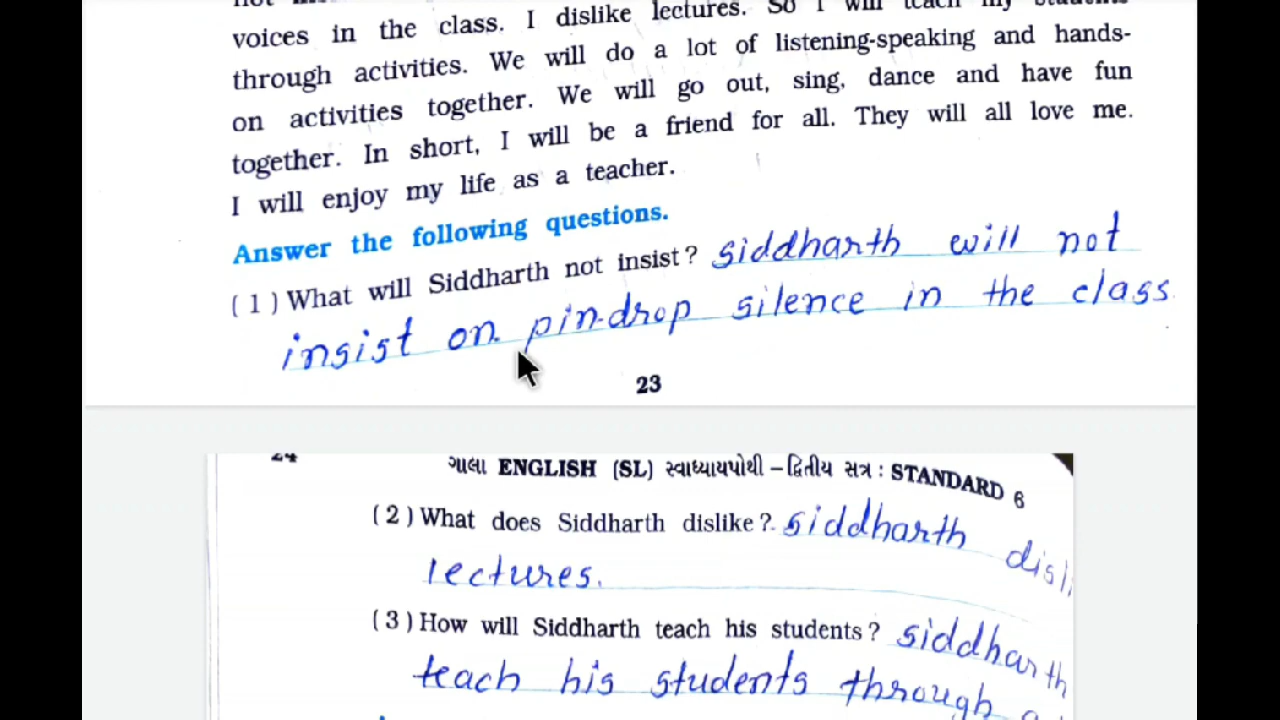 voices in the class. I dislike lectures. So I will teach my students
through activities. We will do a lot of listening-speaking and hands-
on activities together. We will go out, sing, dance and have fun
together. In short, I will be a friend for all. They will all love me.
I will enjoy my life as a teacher.
Answer the following questions.
(1) What will Siddharth not insist? siddharth will not
insist on pin-drop silence in the class
23
24 ગાલા ENGLISH (SL) સ્વાધ્યાયપોથી – દ્વિતીય સત્ર : STANDARD 6
(2) What does Siddharth dislike? siddharth
lectures.
(3) How will Siddharth teach his students? siddharth
teach his students through